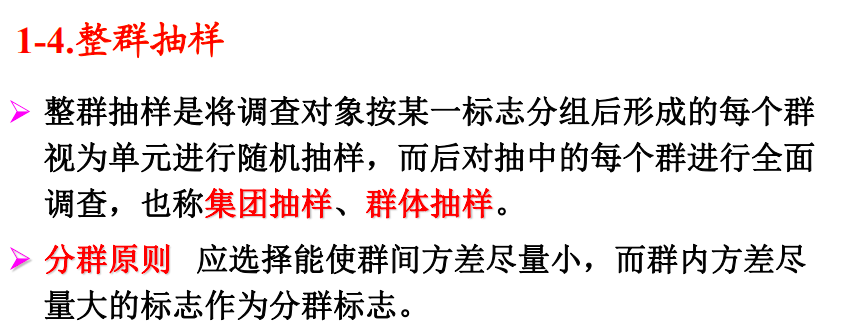 1-4.整群抽样
整群抽样是将调查对象按某一标志分组后形成的每个群
视为单元进行随机抽样，而后对抽中的每个群进行全面
调查，也称集团抽样、群体抽样。
分群原则 应选择能使群间方差尽量小，而群内方差尽
量大的标志作为分群标志。